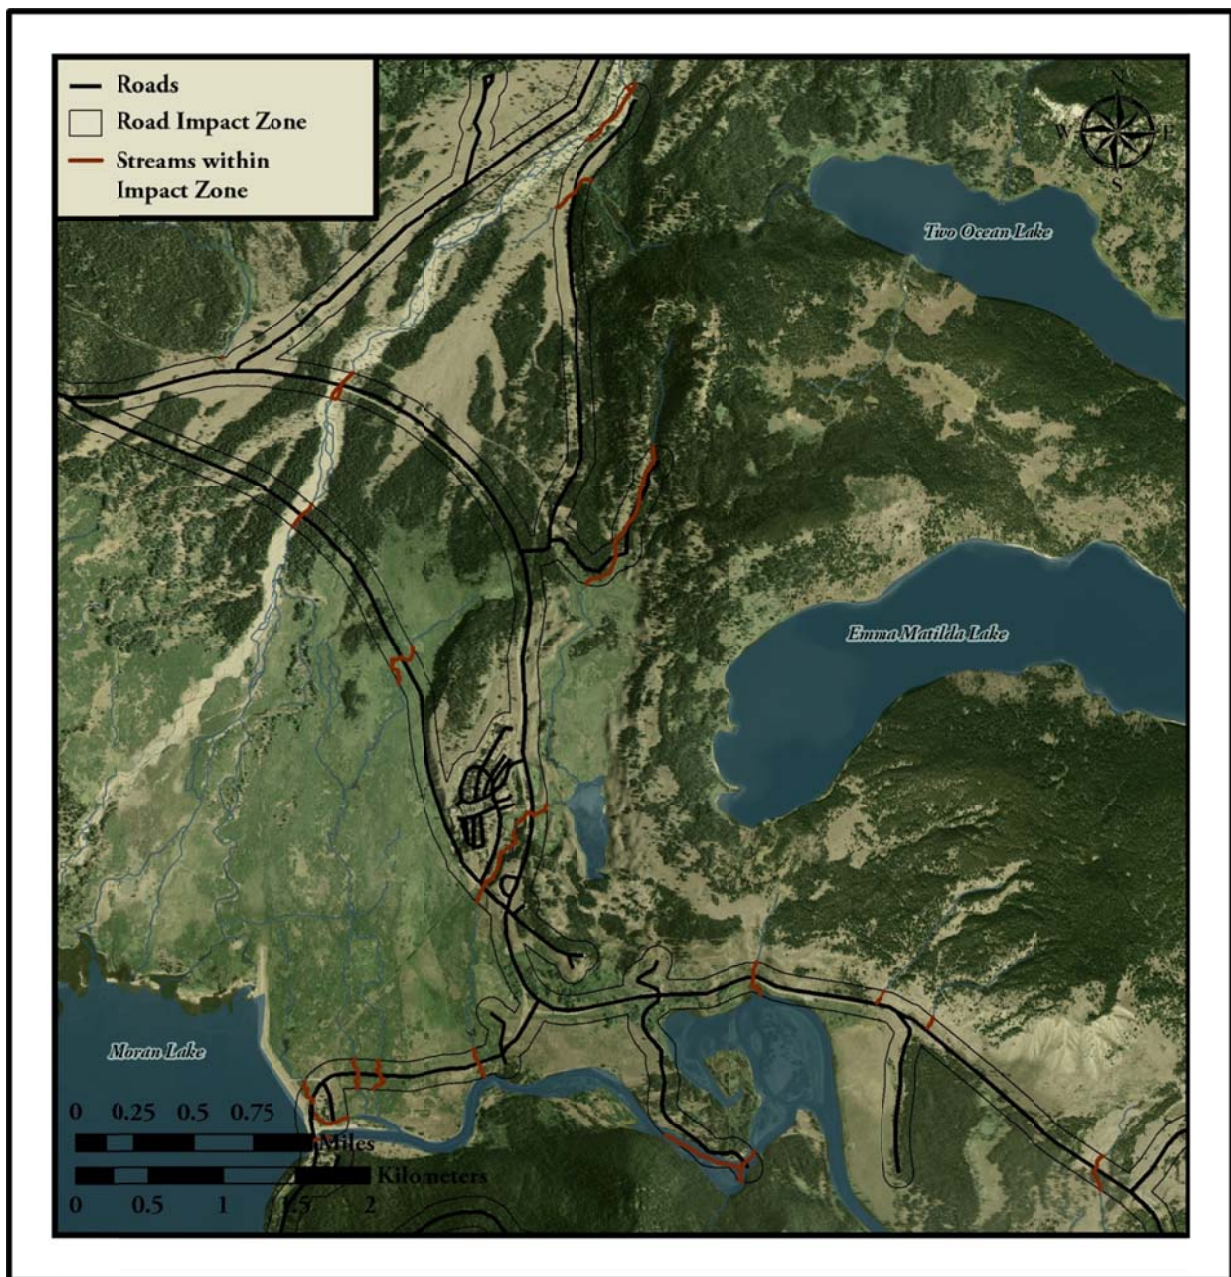 Roads
Road Impact Zone
Streams within
Impact Zone
N
W E
S
Two Ocean Lake
Emma Matilda Lake
Moran Lake
0 0.25 0.5 0.75
Miles
Kilometers
0 0.5 1 2